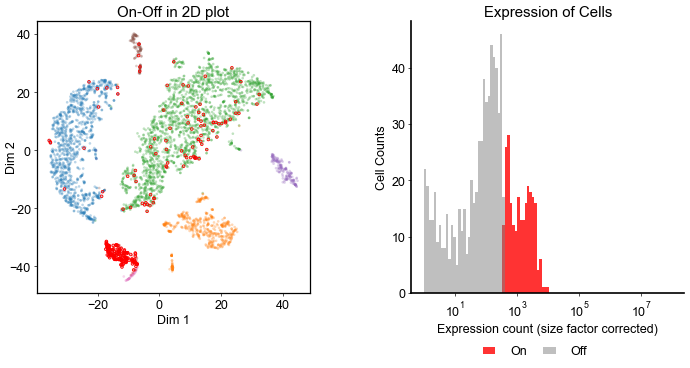 On-Off in 2D plot
40
20
0
−20
−40
Dim 2
−20
0
20
40
Dim 1
Expression of Cells
40
30
20
10
0
Cell Counts
10^1
10^3
10^5
10^7
Expression count (size factor corrected)
On
Off